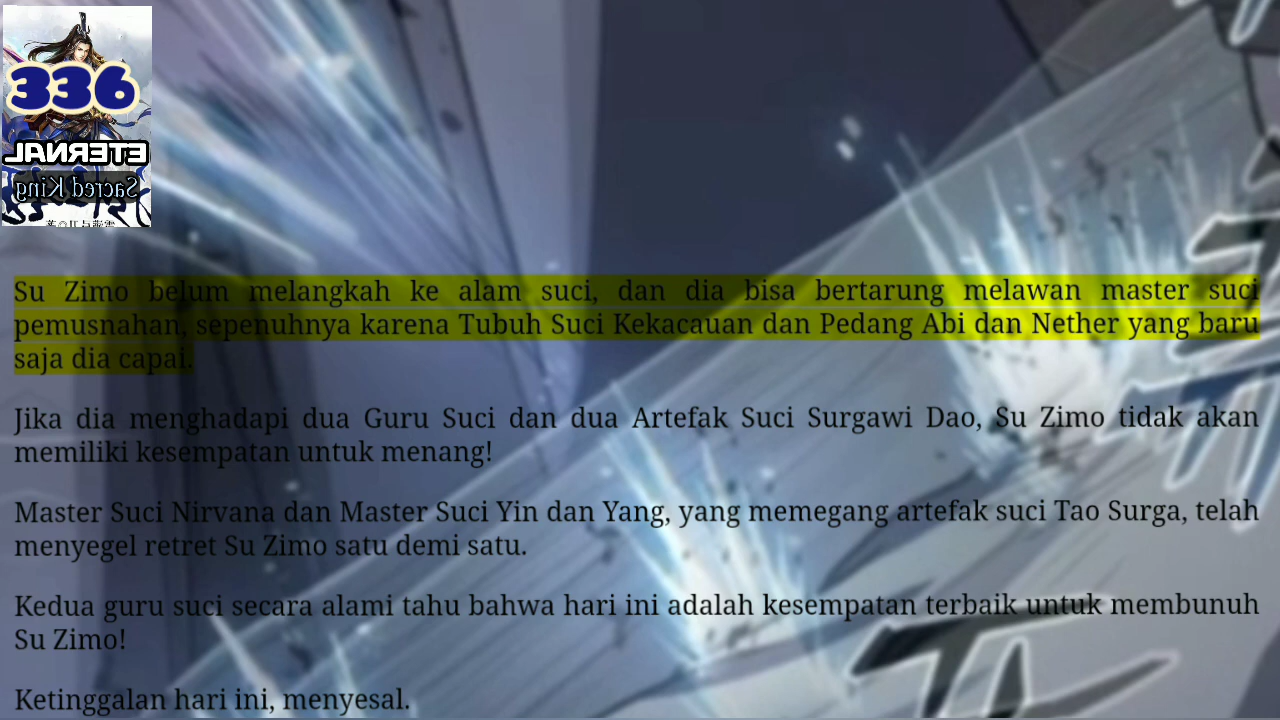 336
ETERNAL
Sacred King
Su Zimo belum melangkah ke alam suci, dan dia bisa bertarung melawan master suci
pemusnahan, sepenuhnya karena Tubuh Suci Kekacauan dan Pedang Abi dan Nether yang baru
saja dia capai.
Jika dia menghadapi dua Guru Suci dan dua Artefak Suci Surgawi Dao, Su Zimo tidak akan
memiliki kesempatan untuk menang!
Master Suci Nirvana dan Master Suci Yin dan Yang, yang memegang artefak suci Tao Surga, telah
menyegel retret Su Zimo satu demi satu.
Kedua guru suci secara alami tahu bahwa hari ini adalah kesempatan terbaik untuk membunuh
Su Zimo!
Ketinggalan hari ini, menyesal.